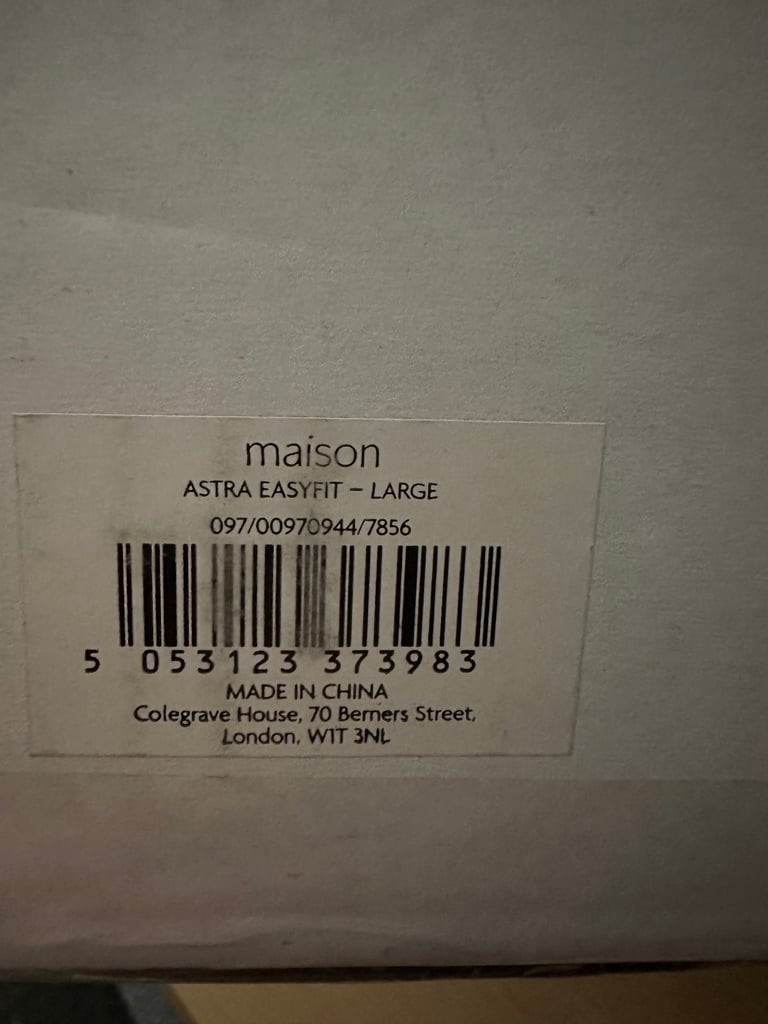 maison
ASTRA EASYFIT – LARGE
097/00970944/7856
5 053123 373983
MADE IN CHINA
Colegrave House, 70 Berners Street,
London, W1T 3NL